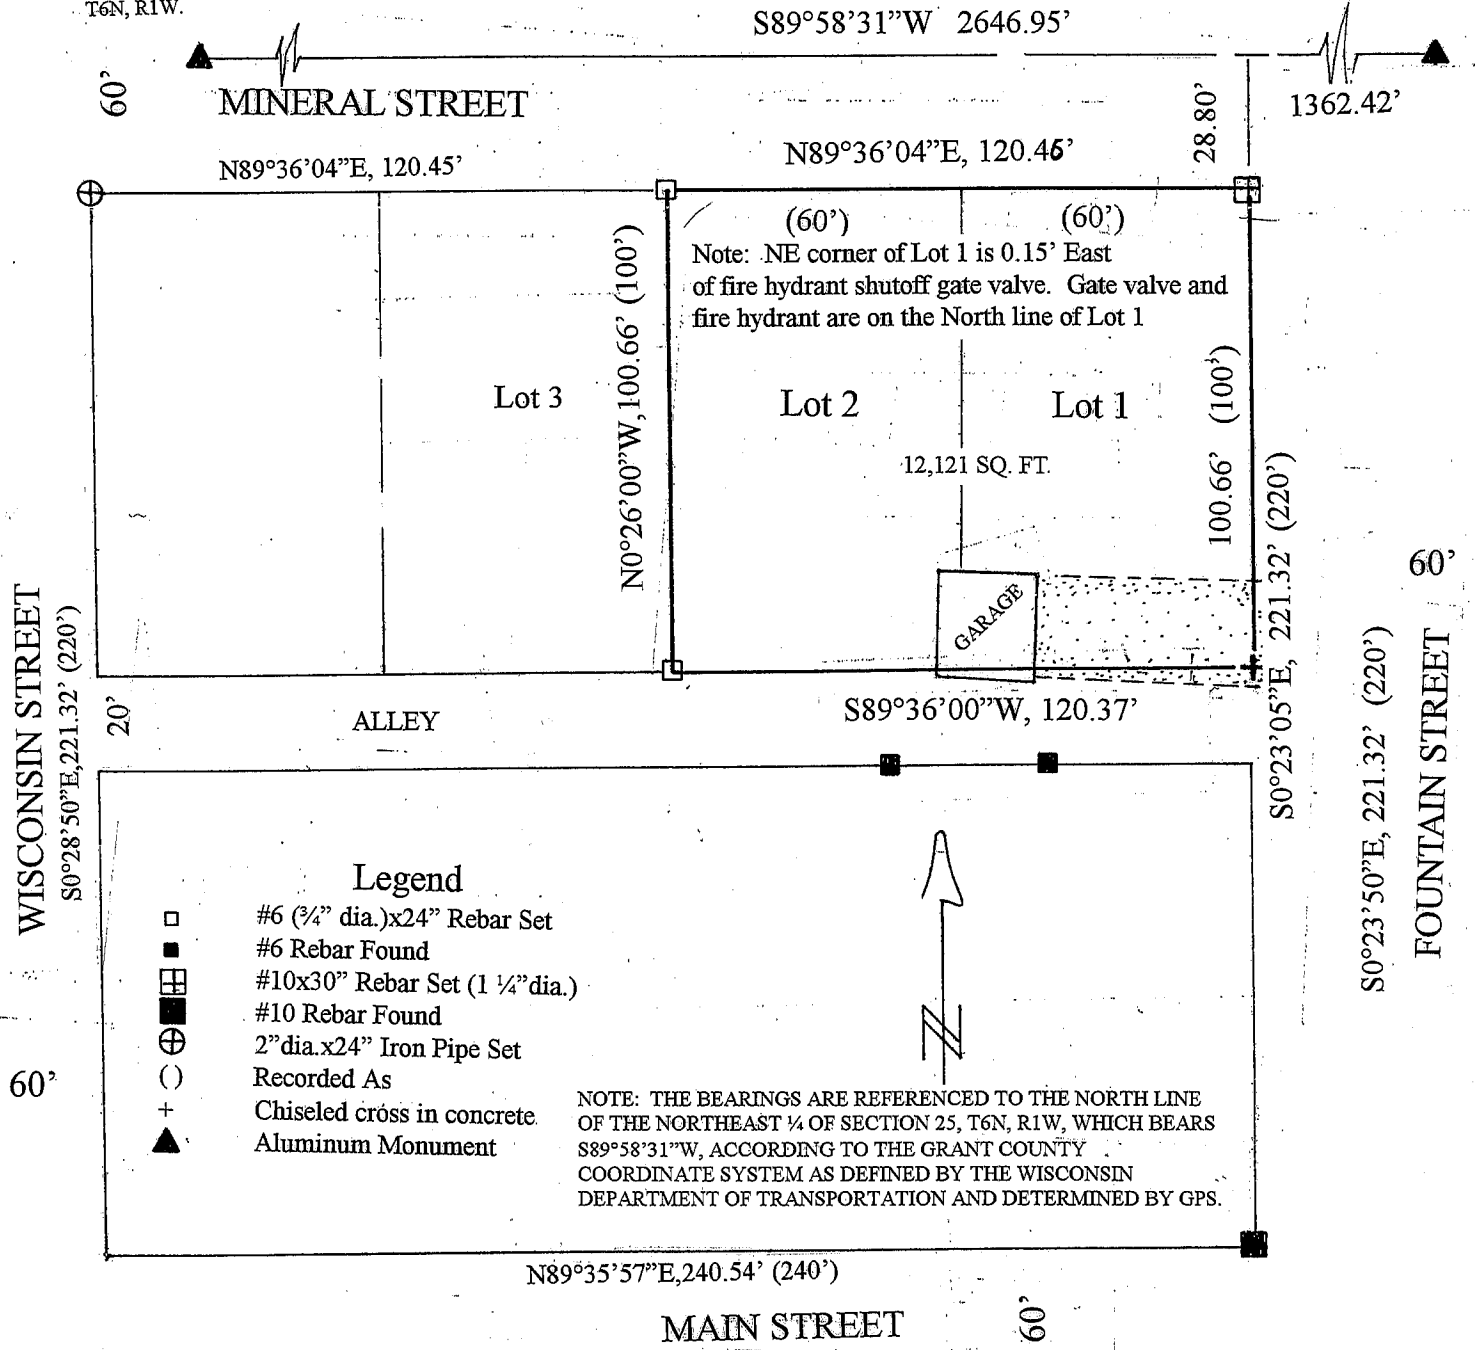 T6N, R1W.
S89°58'31"W 2646.95'
60'
MINERAL STREET
28.80'
1362.42'
N89°36'04"E, 120.45'
N89°36'04"E, 120.46'
(60')
(60')
Note: NE corner of Lot 1 is 0.15' East
of fire hydrant shutoff gate valve. Gate valve and
fire hydrant are on the North line of Lot 1
N0°26'00"W, 100.66' (100')
Lot 3
Lot 2
Lot 1
12,121 SQ. FT.
100.66' (100')
S0°23'05"E, 221.32' (220')
60'
GARAGE
WISCONSIN STREET
S0°28'50"E,221.32' (220')
20'
ALLEY
S89°36'00"W, 120.37'
S0°23'50"E, 221.32' (220')
FOUNTAIN STREET
Legend
#6 (¾" dia.)x24" Rebar Set
#6 Rebar Found
#10x30" Rebar Set (1 ¼"dia.)
#10 Rebar Found
2"dia.x24" Iron Pipe Set
( ) Recorded As
+ Chiseled cross in concrete
Aluminum Monument
60'
N
NOTE: THE BEARINGS ARE REFERENCED TO THE NORTH LINE
OF THE NORTHEAST ¼ OF SECTION 25, T6N, R1W, WHICH BEARS
S89°58'31"W, ACCORDING TO THE GRANT COUNTY
COORDINATE SYSTEM AS DEFINED BY THE WISCONSIN
DEPARTMENT OF TRANSPORTATION AND DETERMINED BY GPS.
N89°35'57"E,240.54' (240')
MAIN STREET
60'